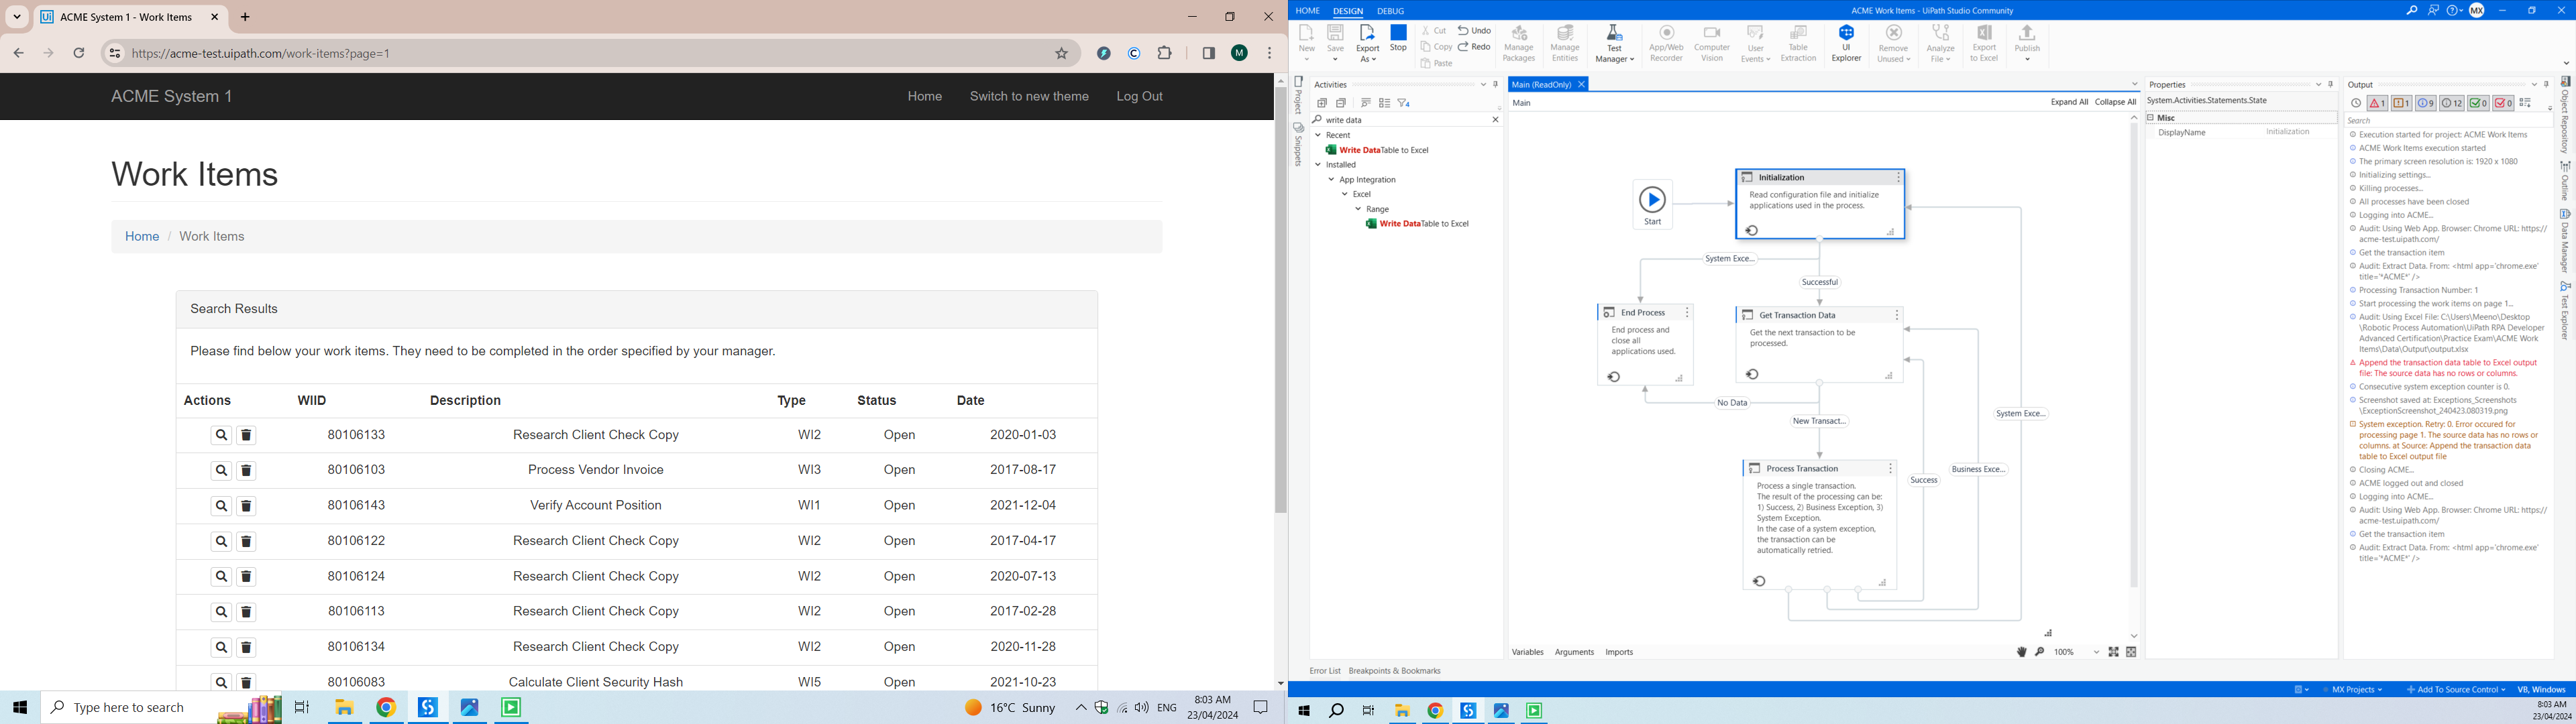 ACME System 1 - Work Items
https://acme-test.uipath.com/work-items?page=1
M
ACME System 1
Home
Switch to new theme
Log Out
Work Items
Home / Work Items
Search Results
Please find below your work items. They need to be completed in the order specified by your manager.
Actions WIID Description Type Status Date
80106133 Research Client Check Copy WI2 Open 2020-01-03
80106103 Process Vendor Invoice WI3 Open 2017-08-17
80106143 Verify Account Position WI1 Open 2021-12-04
80106122 Research Client Check Copy WI2 Open 2017-04-17
80106124 Research Client Check Copy WI2 Open 2020-07-13
80106113 Research Client Check Copy WI2 Open 2017-02-28
80106134 Research Client Check Copy WI2 Open 2020-11-28
80106083 Calculate Client Security Hash WI5 Open 2021-10-23
Type here to search
16°C Sunny
ENG
8:03 AM
23/04/2024
HOME DESIGN DEBUG
ACME Work Items - UiPath Studio Community
MX
New
Save
Export As
Stop
Cut
Copy
Paste
Undo
Redo
Manage Packages
Manage Entities
Test Manager
App/Web Recorder
Computer Vision
User Events
Table Extraction
UI Explorer
Remove Unused
Analyze File
Export to Excel
Publish
Project
Snippets
Activities
write data
Recent
Write DataTable to Excel
Installed
App Integration
Excel
Range
Write DataTable to Excel
Main (ReadOnly)
Main
Expand All Collapse All
Start
Initialization
Read configuration file and initialize
applications used in the process.
System Exce...
Successful
End Process
End process and
close all
applications used.
Get Transaction Data
Get the next transaction to be
processed.
No Data
New Transact...
System Exce...
Business Exce...
Success
Process Transaction
Process a single transaction.
The result of the processing can be:
1) Success, 2) Business Exception, 3)
System Exception.
In the case of a system exception,
the transaction can be
automatically retried.
Variables Arguments Imports
100%
Error List Breakpoints & Bookmarks
Properties
System.Activities.Statements.State
Misc
DisplayName Initialization
Output
1 1 9 12 0 0
Search
Execution started for project: ACME Work Items
ACME Work Items execution started
The primary screen resolution is: 1920 x 1080
Initializing settings...
Killing processes...
All processes have been closed
Logging into ACME...
Audit: Using Web App. Browser: Chrome URL: https://
acme-test.uipath.com/
Get the transaction item
Audit: Extract Data. From: <html app='chrome.exe'
title='*ACME*' />
Processing Transaction Number: 1
Start processing the work items on page 1...
Audit: Using Excel File: C:\Users\Meeno\Desktop
\Robotic Process Automation\UiPath RPA Developer
Advanced Certification\Practice Exam\ACME Work
Items\Data\Output\output.xlsx
Append the transaction data table to Excel output
file: The source data has no rows or columns.
Consecutive system exception counter is 0.
Screenshot saved at: Exceptions_Screenshots
\ExceptionScreenshot_240423.080319.png
System exception. Retry: 0. Error occured for
processing page 1. The source data has no rows or
columns. at Source: Append the transaction data
table to Excel output file
Closing ACME...
ACME logged out and closed
Logging into ACME...
Audit: Using Web App. Browser: Chrome URL: https://
acme-test.uipath.com/
Get the transaction item
Audit: Extract Data. From: <html app='chrome.exe'
title='*ACME*' />
Object Repository
Outline
Data Manager
Test Explorer
MX Projects
Add To Source Control
VB, Windows
8:03 AM
23/04/2024